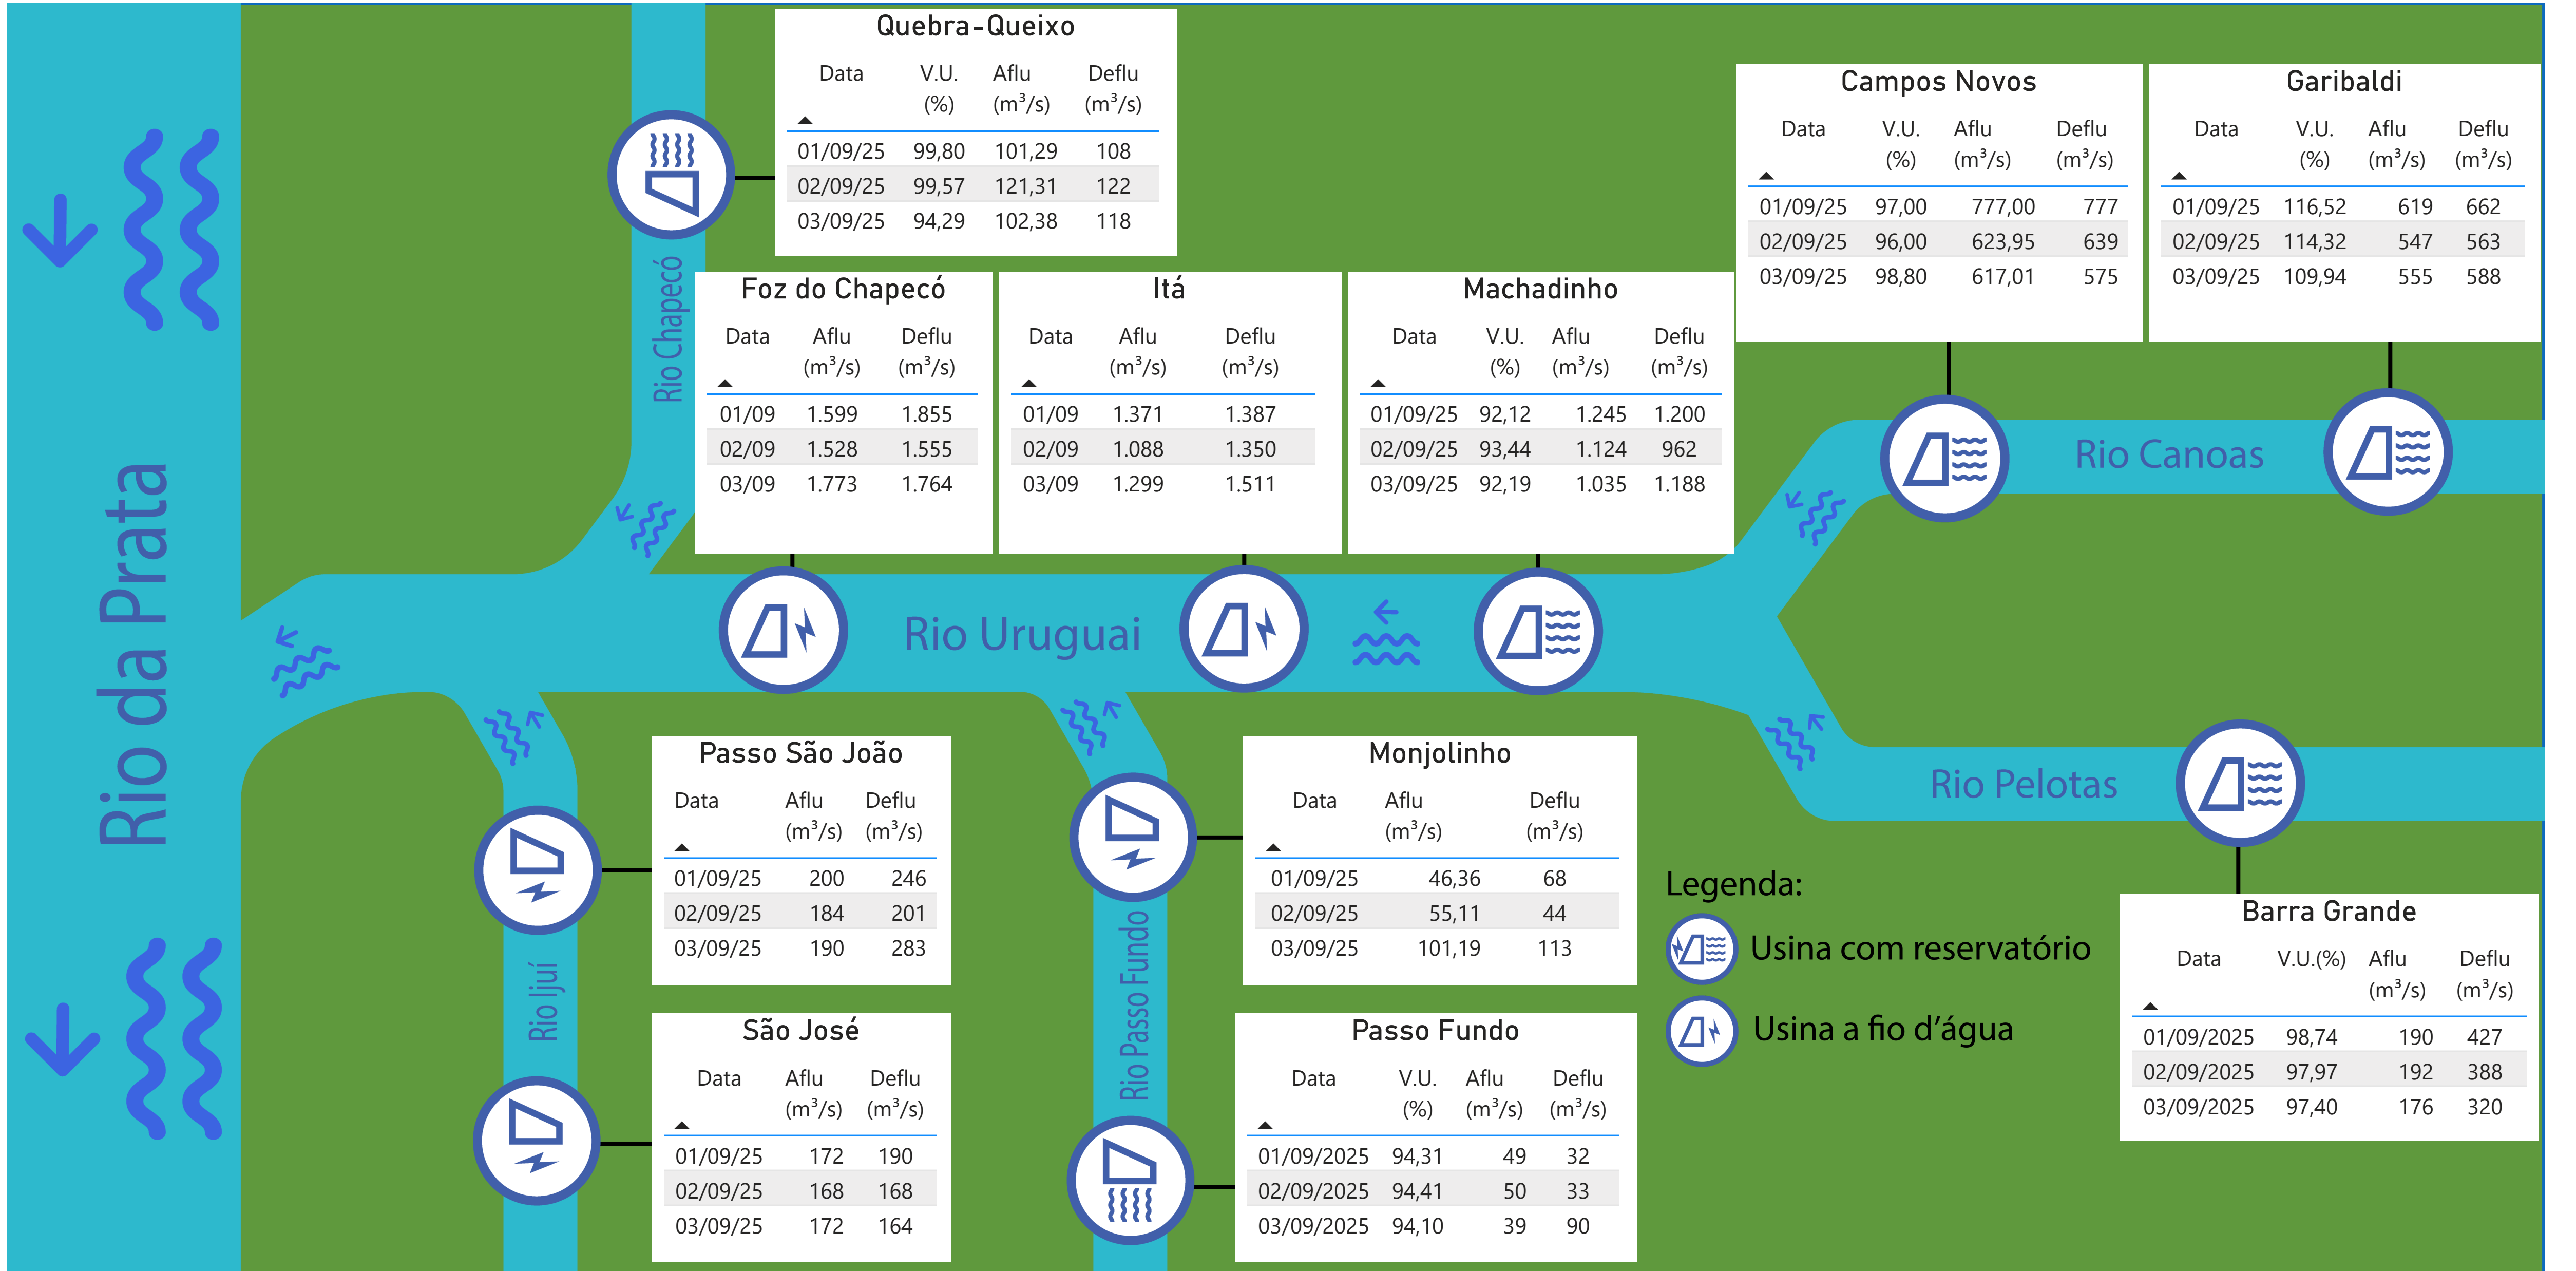 Quebra-Queixo
Data V.U. (%) Aflu (m³/s) Deflu (m³/s)
01/09/25 99,80 101,29 108
02/09/25 99,57 121,31 122
03/09/25 94,29 102,38 118
Campos Novos
Data V.U. (%) Aflu (m³/s) Deflu (m³/s)
01/09/25 97,00 777,00 777
02/09/25 96,00 623,95 639
03/09/25 98,80 617,01 575
Garibaldi
Data V.U. (%) Aflu (m³/s) Deflu (m³/s)
01/09/25 116,52 619 662
02/09/25 114,32 547 563
03/09/25 109,94 555 588
Rio Chapecó
Foz do Chapecó
Data Aflu (m³/s) Deflu (m³/s)
01/09 1.599 1.855
02/09 1.528 1.555
03/09 1.773 1.764
Itá
Data Aflu (m³/s) Deflu (m³/s)
01/09 1.371 1.387
02/09 1.088 1.350
03/09 1.299 1.511
Machadinho
Data V.U. (%) Aflu (m³/s) Deflu (m³/s)
01/09/25 92,12 1.245 1.200
02/09/25 93,44 1.124 962
03/09/25 92,19 1.035 1.188
Rio Canoas
Rio da Prata
Rio Uruguai
Rio Pelotas
Passo São João
Data Aflu (m³/s) Deflu (m³/s)
01/09/25 200 246
02/09/25 184 201
03/09/25 190 283
Monjolinho
Data Aflu (m³/s) Deflu (m³/s)
01/09/25 46,36 68
02/09/25 55,11 44
03/09/25 101,19 113
Rio Ijuí
Rio Passo Fundo
Legenda:
Usina com reservatório
Usina a fio d’água
Barra Grande
Data V.U.(%) Aflu (m³/s) Deflu (m³/s)
01/09/2025 98,74 190 427
02/09/2025 97,97 192 388
03/09/2025 97,40 176 320
São José
Data Aflu (m³/s) Deflu (m³/s)
01/09/25 172 190
02/09/25 168 168
03/09/25 172 164
Passo Fundo
Data V.U. (%) Aflu (m³/s) Deflu (m³/s)
01/09/2025 94,31 49 32
02/09/2025 94,41 50 33
03/09/2025 94,10 39 90